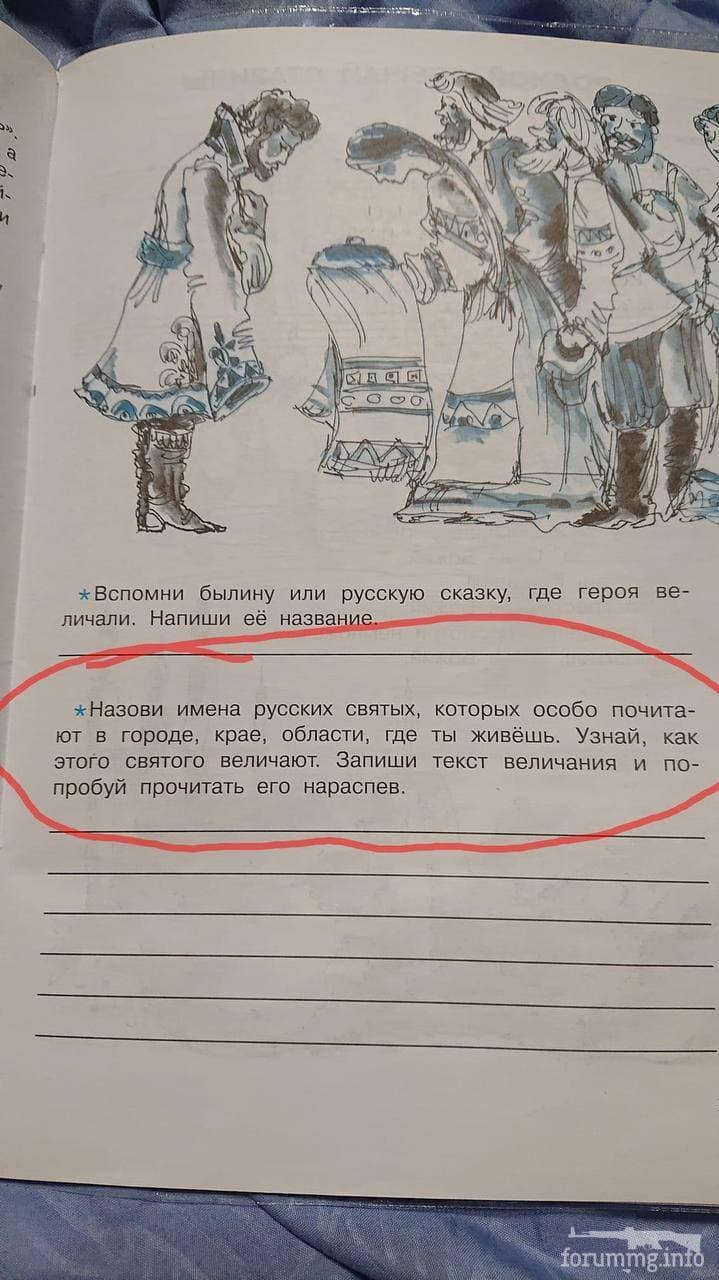 о».
а
е-
й-
и
*Вспомни былину или русскую сказку, где героя ве-
личали. Напиши её название.
*Назови имена русских святых, которых особо почита-
ют в городе, крае, области, где ты живёшь. Узнай, как
этого святого величают. Запиши текст величания и по-
пробуй прочитать его нараспев.
forummg.info